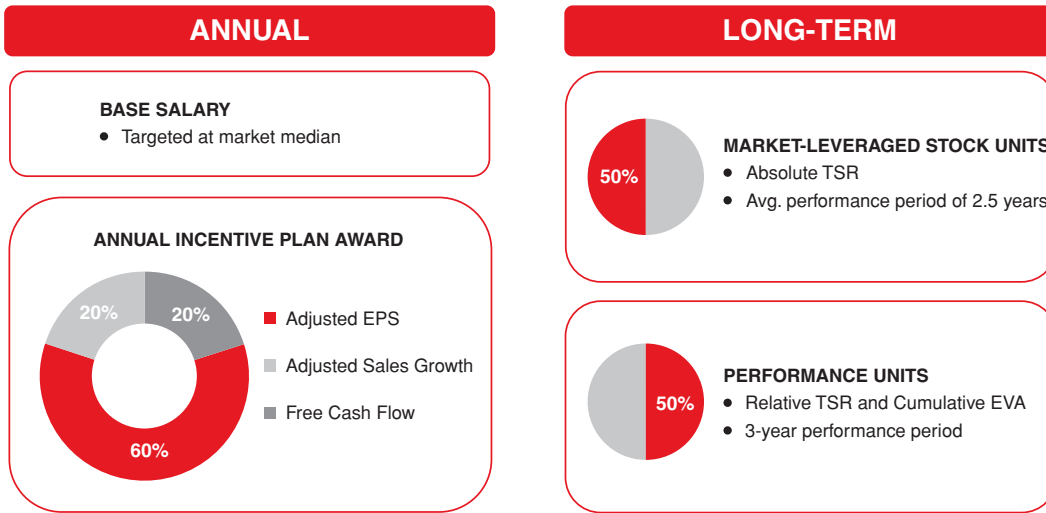 ANNUAL
BASE SALARY
● Targeted at market median
ANNUAL INCENTIVE PLAN AWARD
20%
20%
60%
Adjusted EPS
Adjusted Sales Growth
Free Cash Flow
LONG-TERM
50%
MARKET-LEVERAGED STOCK UNITS
● Absolute TSR
● Avg. performance period of 2.5 years
50%
PERFORMANCE UNITS
● Relative TSR and Cumulative EVA
● 3-year performance period